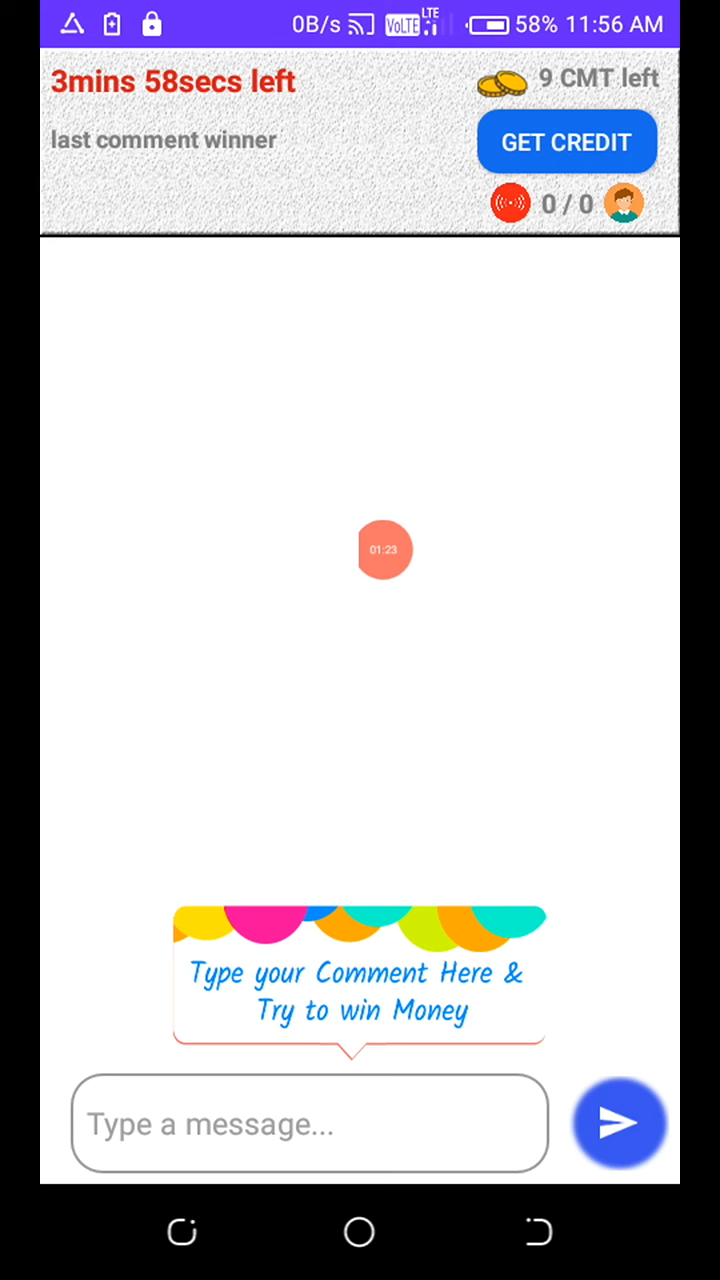 0B/s VoLTE LTE 58% 11:56 AM
3mins 58secs left
9 CMT left
last comment winner
GET CREDIT
0 / 0
01:23
Type your Comment Here &
Try to win Money
Type a message...